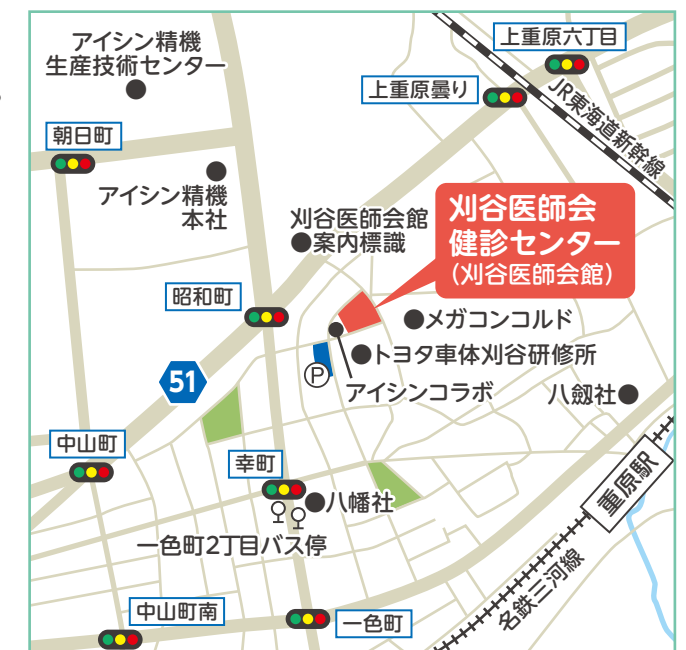 アイシン精機
生産技術センター
上重原六丁目
上重原曇り
JR東海道新幹線
朝日町
アイシン精機
本社
刈谷医師会館
案内標識
刈谷医師会
健診センター
(刈谷医師会館)
昭和町
メガコンコルド
トヨタ車体刈谷研修所
P
アイシンコラボ
51
八劔社
中山町
幸町
八幡社
重原駅
一色町2丁目バス停
名鉄三河線
中山町南
一色町